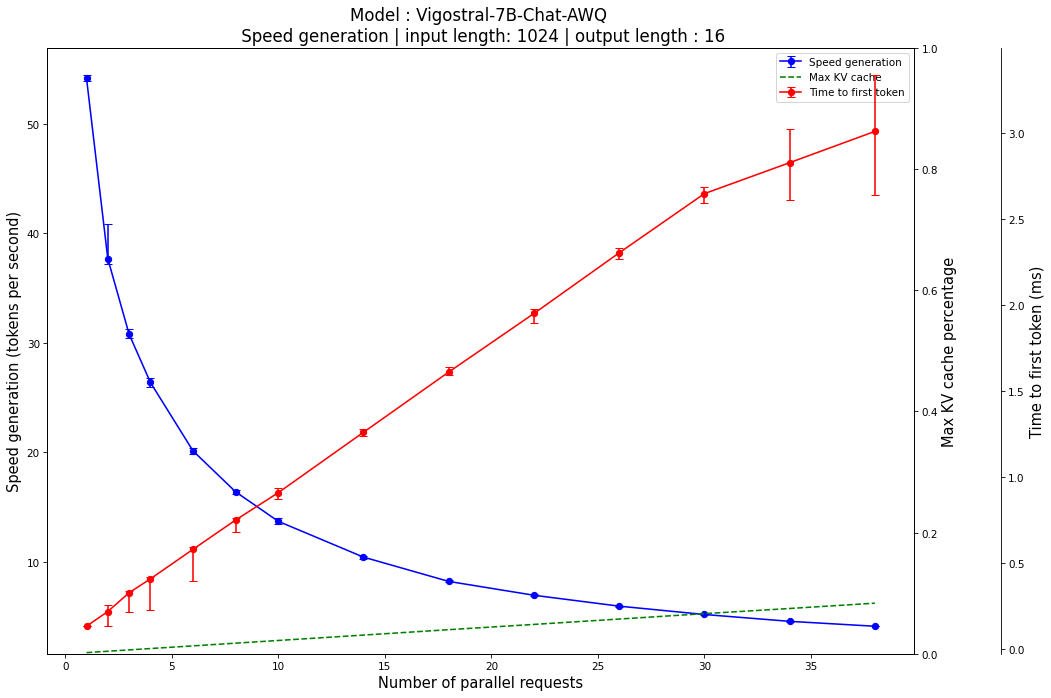 Model : Vigostral-7B-Chat-AWQ
Speed generation | input length: 1024 | output length : 16
Speed generation
Max KV cache
Time to first token
Speed generation (tokens per second)
50
40
30
20
10
0
5
10
15
20
25
30
35
Number of parallel requests
1.0
0.8
0.6
0.4
0.2
0.0
Max KV cache percentage
3.0
2.5
2.0
1.5
1.0
0.5
0.0
Time to first token (ms)